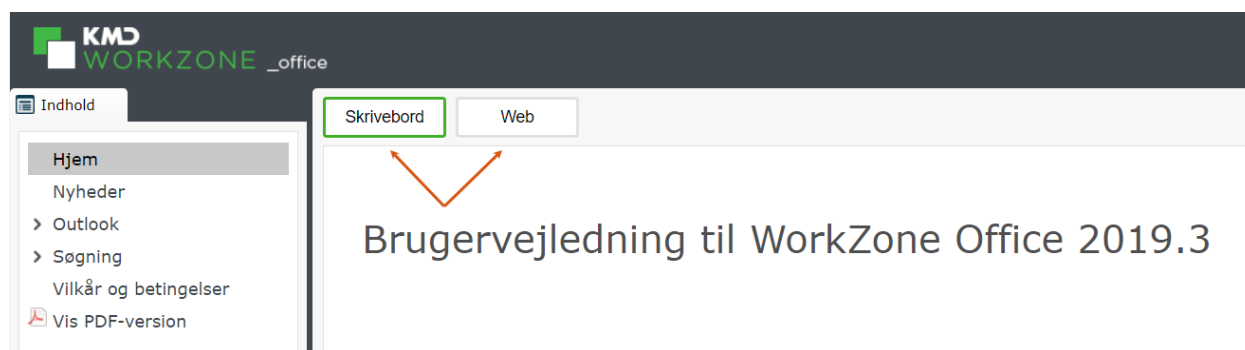 KMD
WORKZONE _office
Indhold
Skrivebord
Web
Hjem
Nyheder
Outlook
Søgning
Vilkår og betingelser
Vis PDF-version
Brugervejledning til WorkZone Office 2019.3